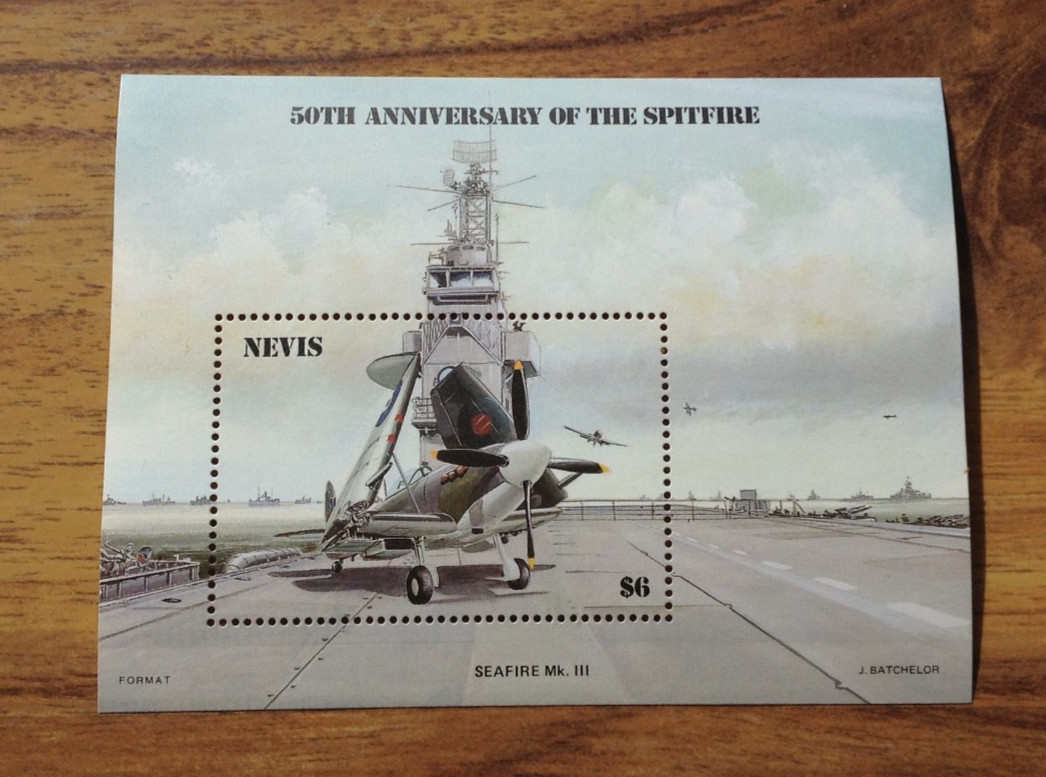 50TH ANNIVERSARY OF THE SPITFIRE
NEVIS
$6
SEAFIRE Mk. III
FORMAT
J. BATCHELOR